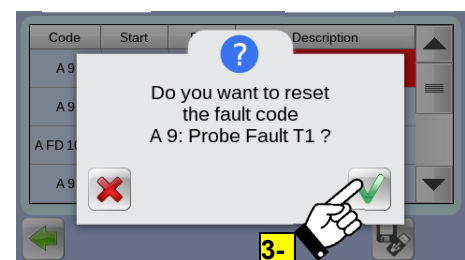 Code Start Description
A 9
A 9
A FD 10
A 9
?
Do you want to reset
the fault code
A 9: Probe Fault T1 ?
3-